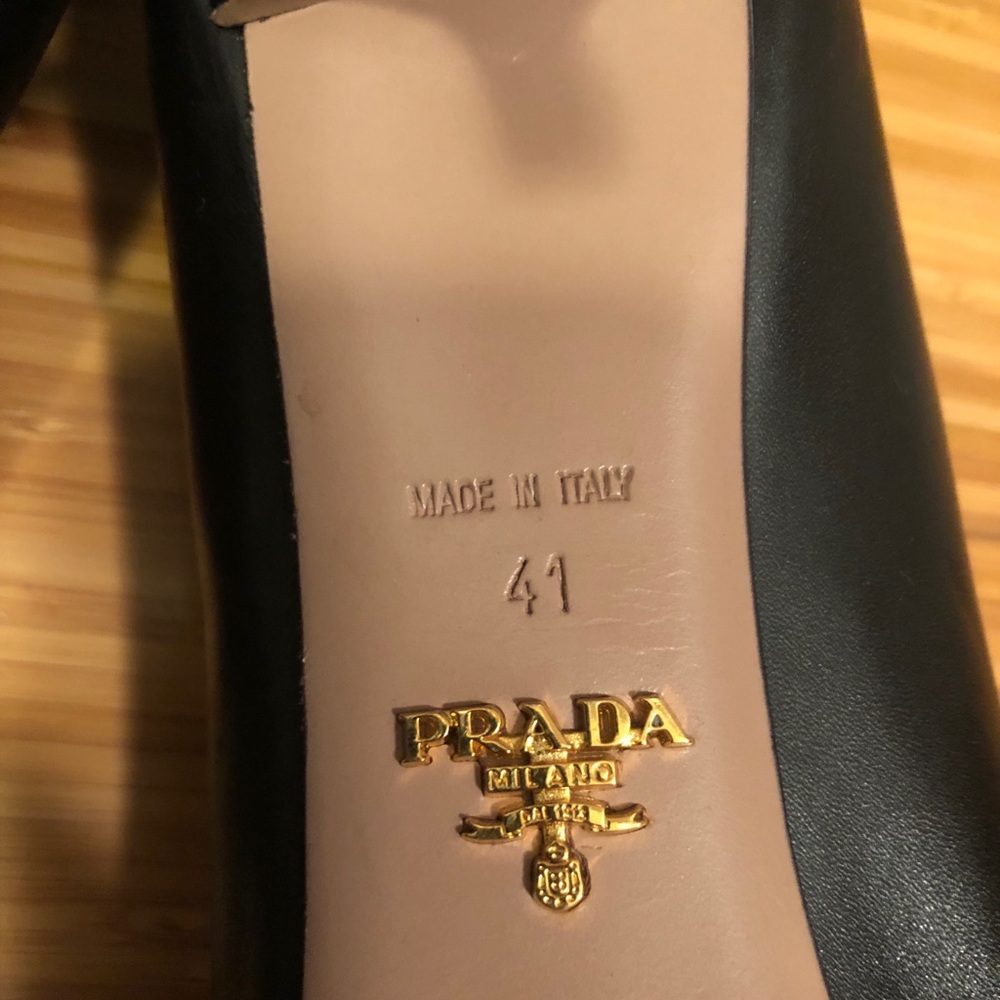 MADE IN ITALY
41
PRADA
MILANO
DAL 1913